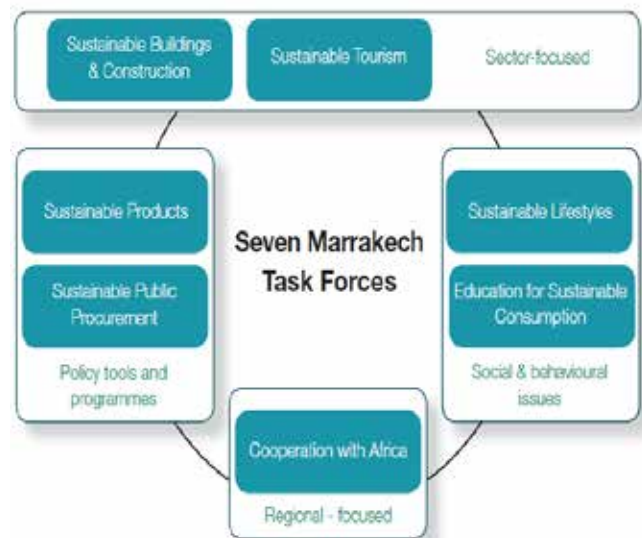 Sustainable Buildings
& Construction
Sustainable Tourism
Sector-focused
Sustainable Products
Sustainable Public
Procurement
Policy tools and
programmes
Seven Marrakech
Task Forces
Sustainable Lifestyles
Education for Sustainable
Consumption
Social & behavioural
issues
Cooperation with Africa
Regional - focused